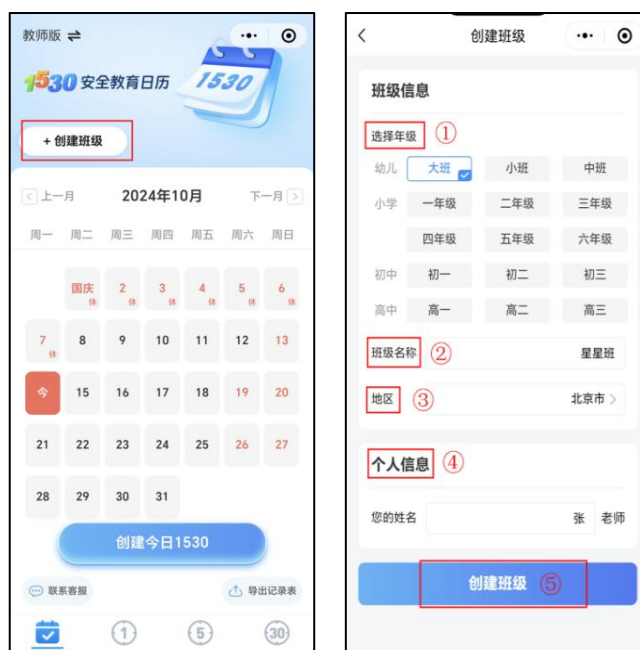 教师版
1530 安全教育日历
1530
+ 创建班级
上一月 2024年10月 下一月
周一 周二 周三 周四 周五 周六 周日
国庆 2 3 4 5 6
休 休 休 休 休 休
7 8 9 10 11 12 13
休
今 15 16 17 18 19 20
21 22 23 24 25 26 27
28 29 30 31
创建今日1530
联系客服 导出记录表
1 5 30
创建班级
班级信息
选择年级 ①
幼儿 大班 小班 中班
小学 一年级 二年级 三年级
四年级 五年级 六年级
初中 初一 初二 初三
高中 高一 高二 高三
班级名称 ② 星星班
地区 ③ 北京市
个人信息 ④
您的姓名 张 老师
创建班级 ⑤